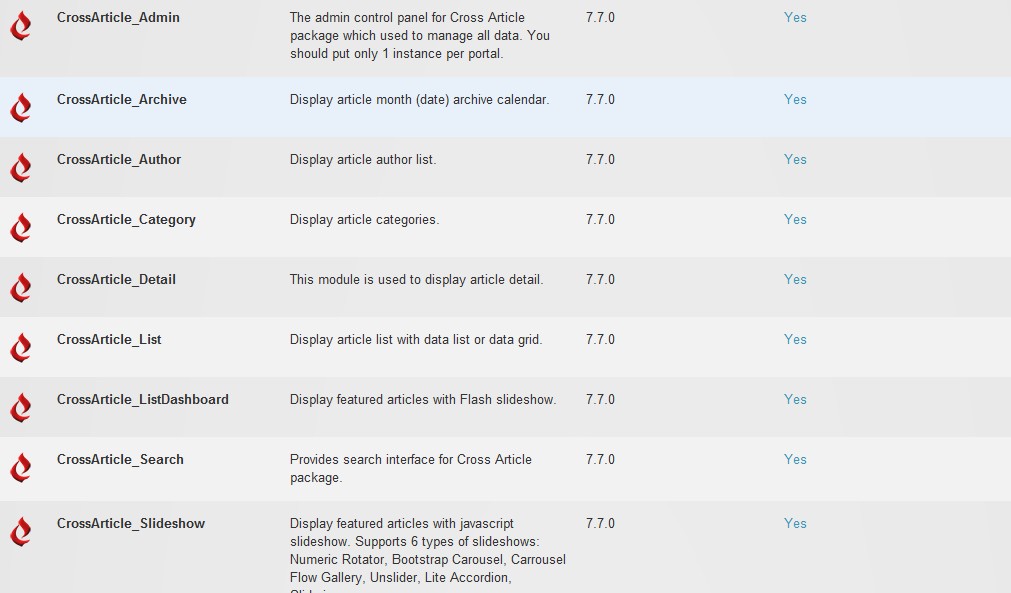 CrossArticle_Admin The admin control panel for Cross Article 7.7.0 Yes
package which used to manage all data. You
should put only 1 instance per portal.
CrossArticle_Archive Display article month (date) archive calendar. 7.7.0 Yes
CrossArticle_Author Display article author list. 7.7.0 Yes
CrossArticle_Category Display article categories. 7.7.0 Yes
CrossArticle_Detail This module is used to display article detail. 7.7.0 Yes
CrossArticle_List Display article list with data list or data grid. 7.7.0 Yes
CrossArticle_ListDashboard Display featured articles with Flash slideshow. 7.7.0 Yes
CrossArticle_Search Provides search interface for Cross Article 7.7.0 Yes
package.
CrossArticle_Slideshow Display featured articles with javascript 7.7.0 Yes
slideshow. Supports 6 types of slideshows:
Numeric Rotator, Bootstrap Carousel, Carrousel
Flow Gallery, Unslider, Lite Accordion,